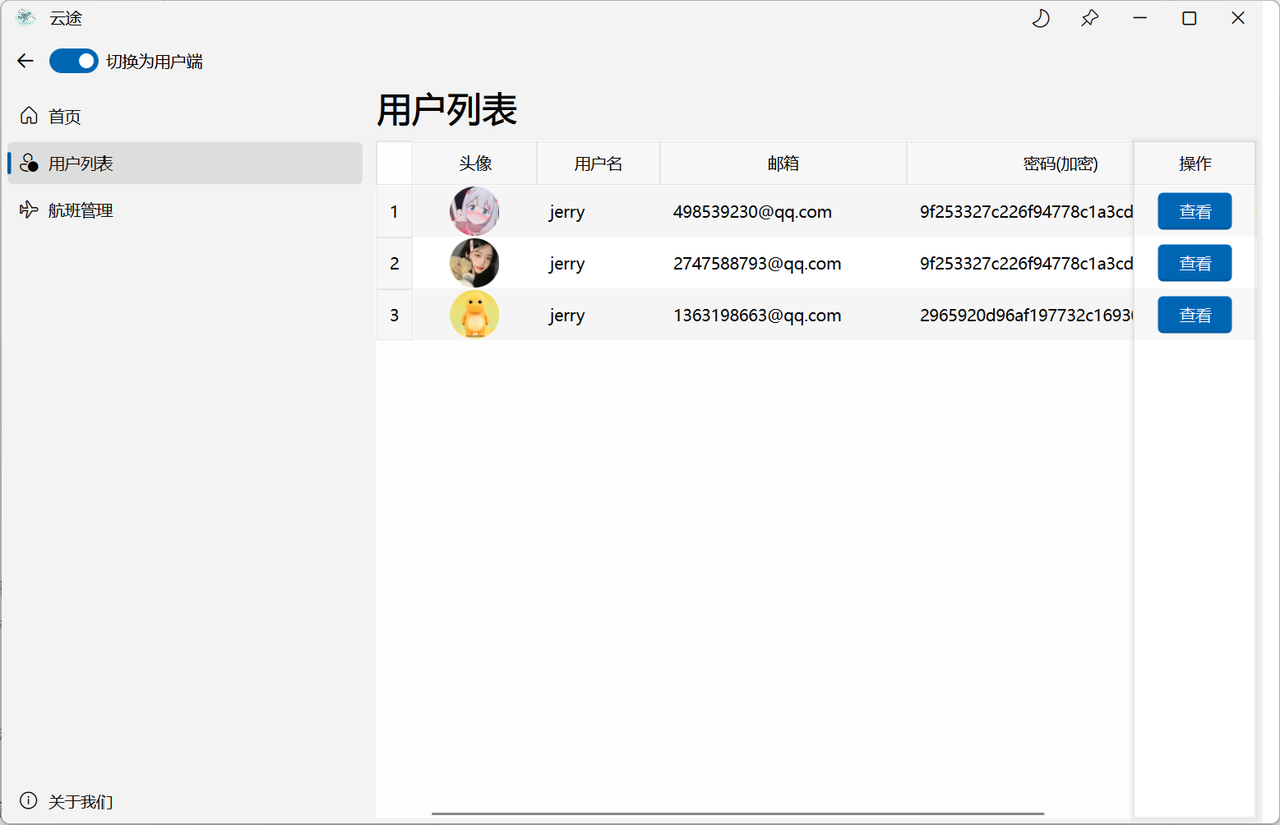 云途
切换为用户端
首页
用户列表
航班管理
关于我们
用户列表
头像 用户名 邮箱 密码(加密) 操作
1 jerry 498539230@qq.com 9f253327c226f94778c1a3cd 查看
2 jerry 2747588793@qq.com 9f253327c226f94778c1a3cd 查看
3 jerry 1363198663@qq.com 2965920d96af197732c1693 查看